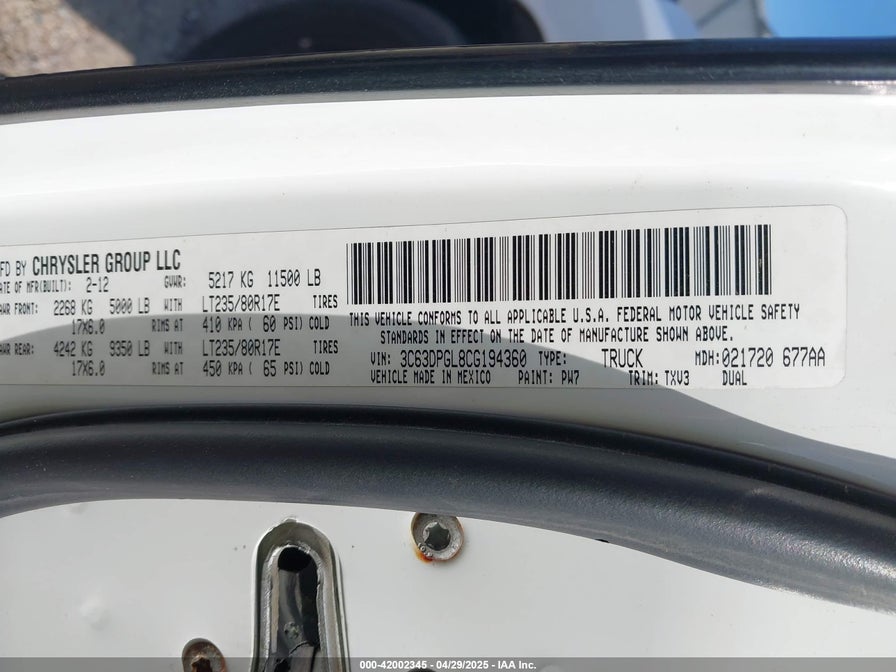 FD BY CHRYSLER GROUP LLC
ATE OF MFR(BUILT): 2-12 GVWR: 5217 KG 11500 LB
AWR FRONT: 2268 KG 5000 LB WITH LT235/80R17E TIRES
17X6.0 RIMS AT 410 KPA ( 60 PSI) COLD
AWR REAR: 4242 KG 9350 LB WITH LT235/80R17E TIRES
17X6.0 RIMS AT 450 KPA ( 65 PSI) COLD
THIS VEHICLE CONFORMS TO ALL APPLICABLE U.S.A. FEDERAL MOTOR VEHICLE SAFETY
STANDARDS IN EFFECT ON THE DATE OF MANUFACTURE SHOWN ABOVE.
VIN: 3C63DPGL8CG194360 TYPE: TRUCK MDH: 021720 677AA
VEHICLE MADE IN MEXICO PAINT: PW7 TRIM: TXV3 DUAL
000-42002345 - 04/29/2025 - IAA Inc.